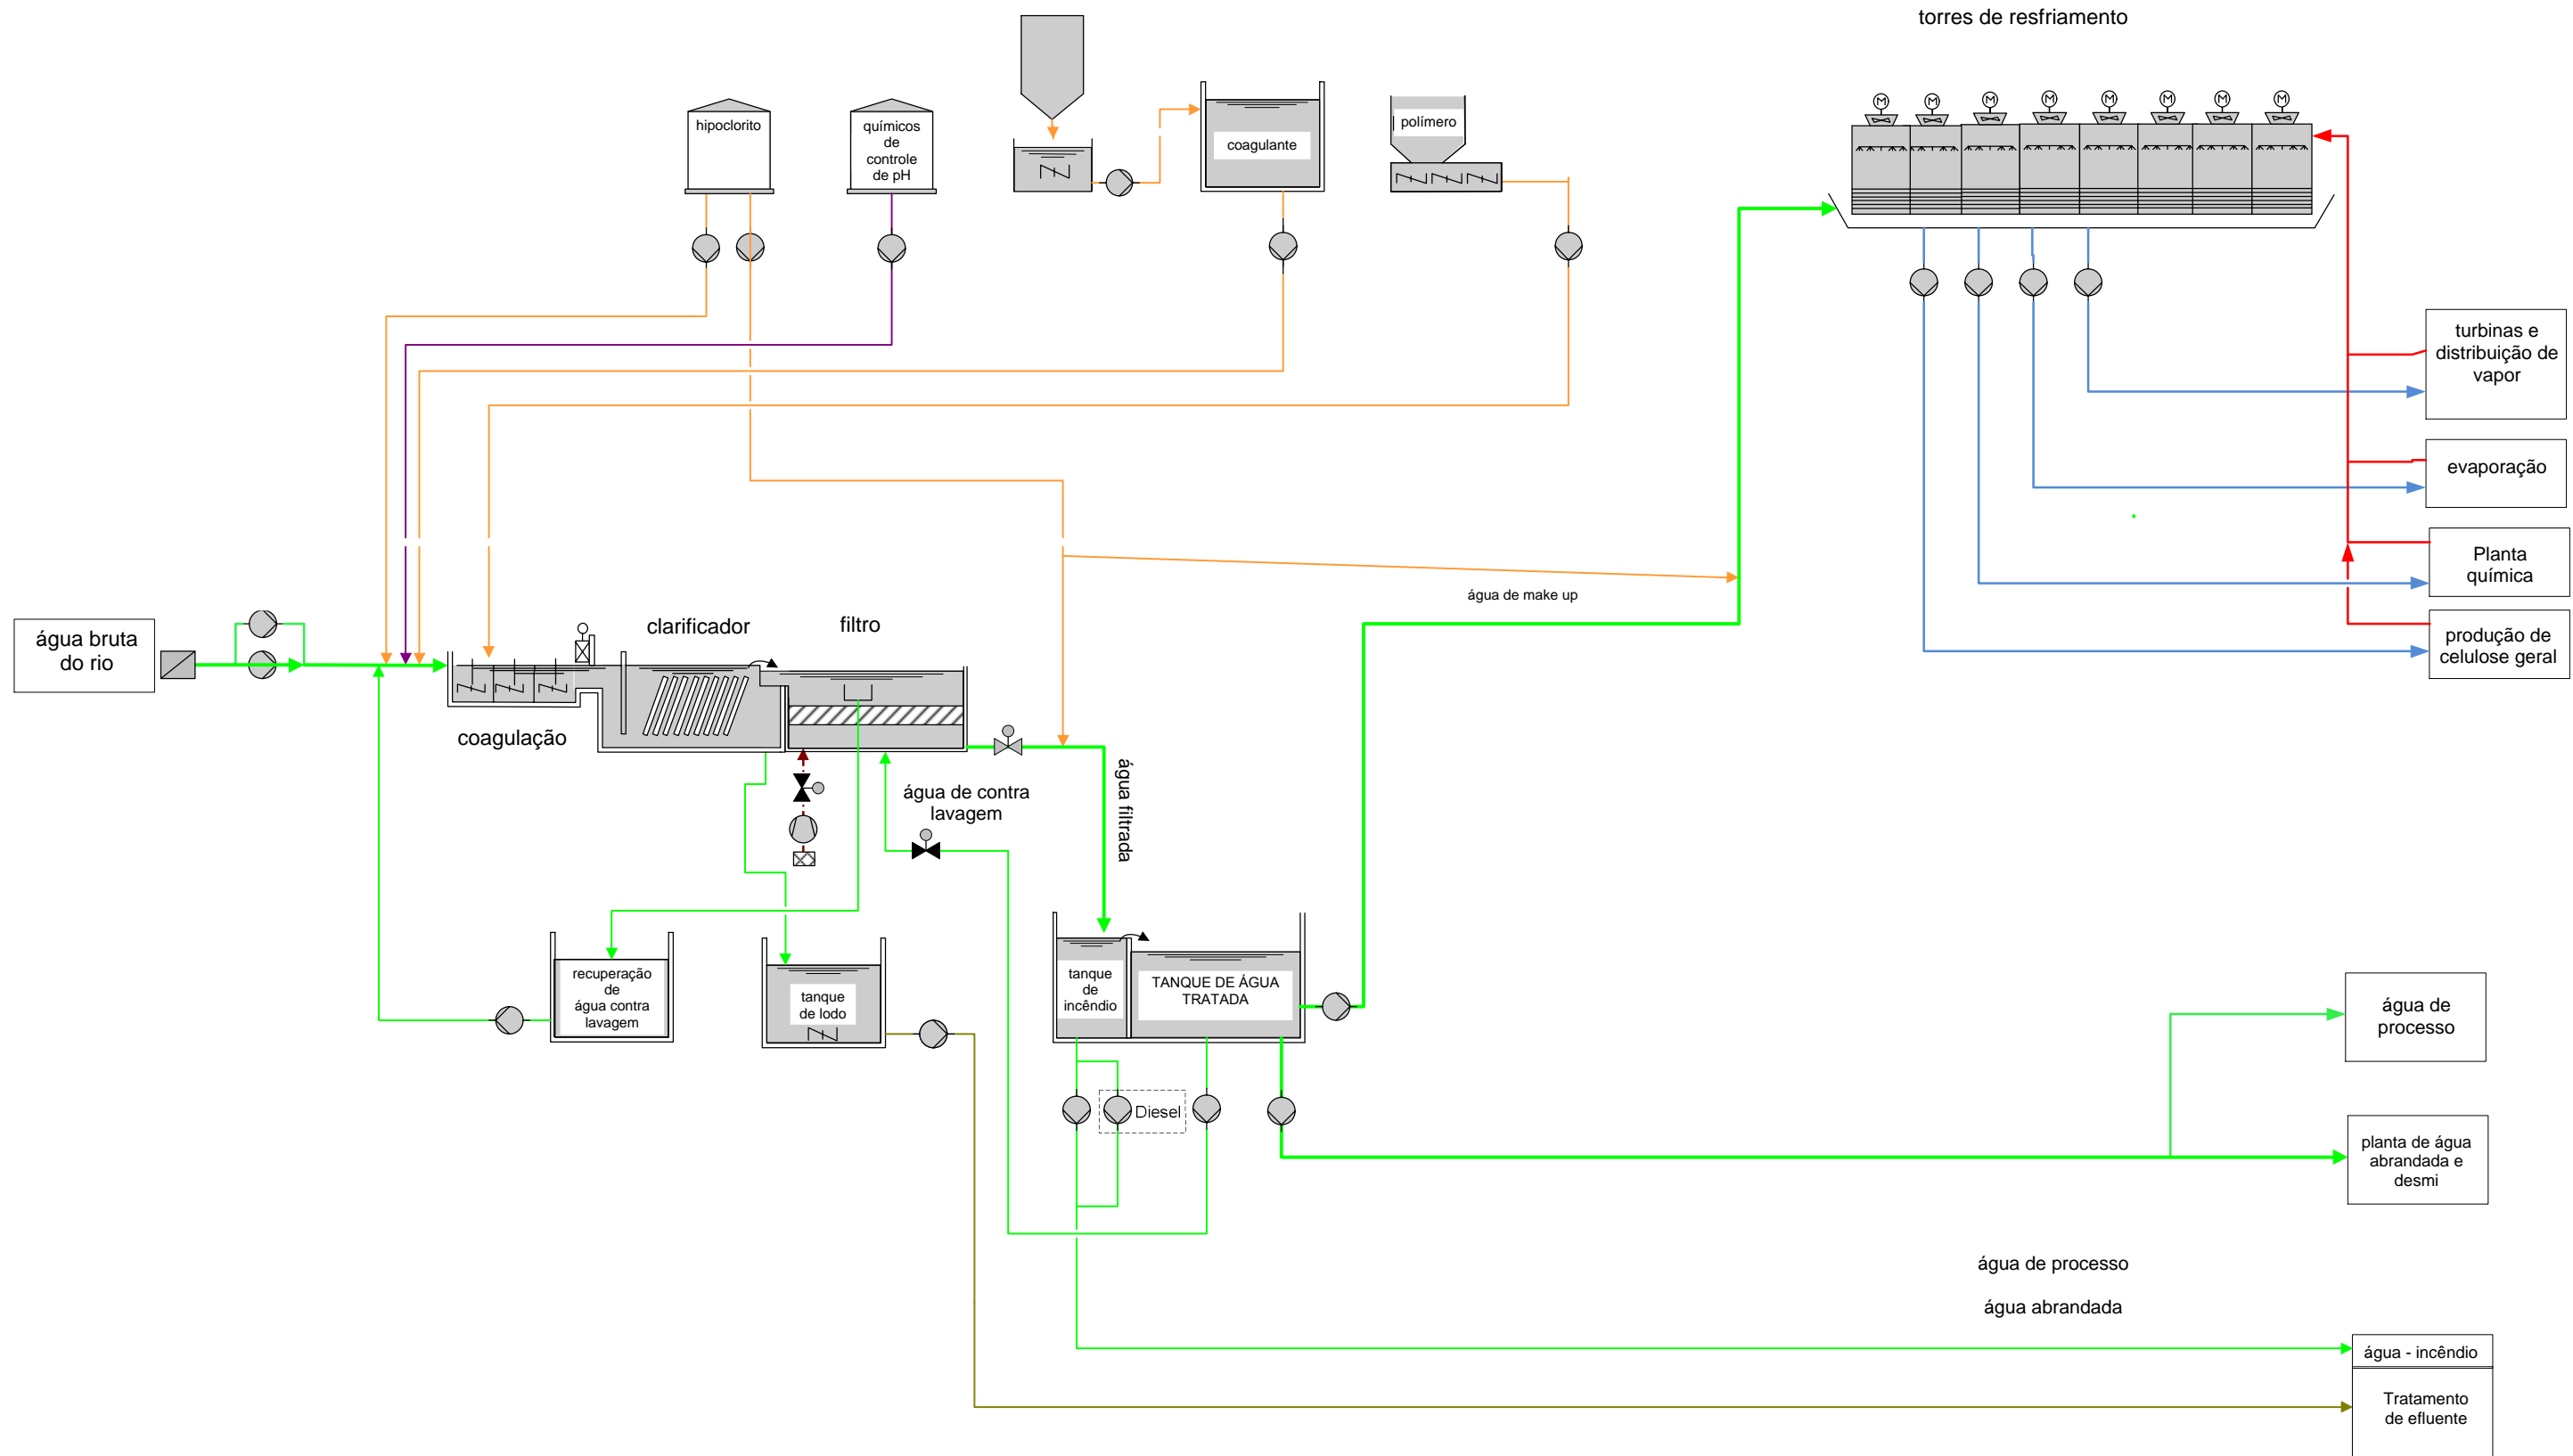 torres de resfriamento
M M M M M M M M
hipoclorito
químicos
de
controle
de pH
coagulante
polímero
turbinas e
distribuição de
vapor
evaporação
Planta
química
produção de
celulose geral
água de make up
água bruta
do rio
clarificador
filtro
coagulação
água de contra
lavagem
água filtrada
recuperação
de
água contra
lavagem
tanque
de lodo
tanque
de
incêndio
TANQUE DE ÁGUA
TRATADA
Diesel
água de
processo
planta de água
abrandada e
desmi
água de processo
água abrandada
água - incêndio
Tratamento
de efluente